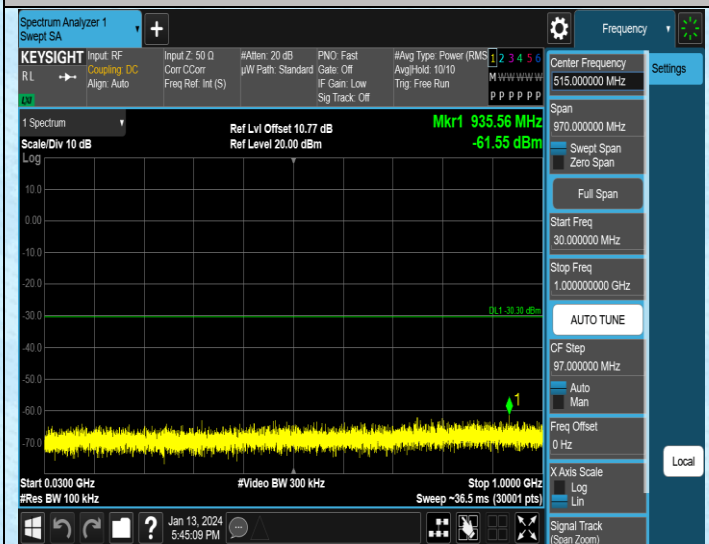 Spectrum Analyzer 1
Swept SA
+
Frequency
KEYSIGHT
RL
LXI
Input: RF
Coupling: DC
Align: Auto
Input Z: 50 Ω
Corr CCorr
Freq Ref: Int (S)
#Atten: 20 dB
µW Path: Standard
PNO: Fast
Gate: Off
IF Gain: Low
Sig Track: Off
#Avg Type: Power (RMS
Avg|Hold: 10/10
Trig: Free Run
1 2 3 4 5 6
M W W W W W
P P P P P P
1 Spectrum
Scale/Div 10 dB
Ref Lvl Offset 10.77 dB
Ref Level 20.00 dBm
Mkr1 935.56 MHz
-61.55 dBm
Log
10.0
0.00
-10.0
-20.0
-30.0
-40.0
-50.0
-60.0
-70.0
DL1 -30.30 dBm
1
Start 0.0300 GHz
#Res BW 100 kHz
#Video BW 300 kHz
Stop 1.0000 GHz
Sweep ~36.5 ms (30001 pts)
Center Frequency
515.000000 MHz
Settings
Span
970.000000 MHz
Swept Span
Zero Span
Full Span
Start Freq
30.000000 MHz
Stop Freq
1.000000000 GHz
AUTO TUNE
CF Step
97.000000 MHz
Auto
Man
Freq Offset
0 Hz
X Axis Scale
Log
Lin
Local
Signal Track
(Span Zoom)
?
Jan 13, 2024
5:45:09 PM